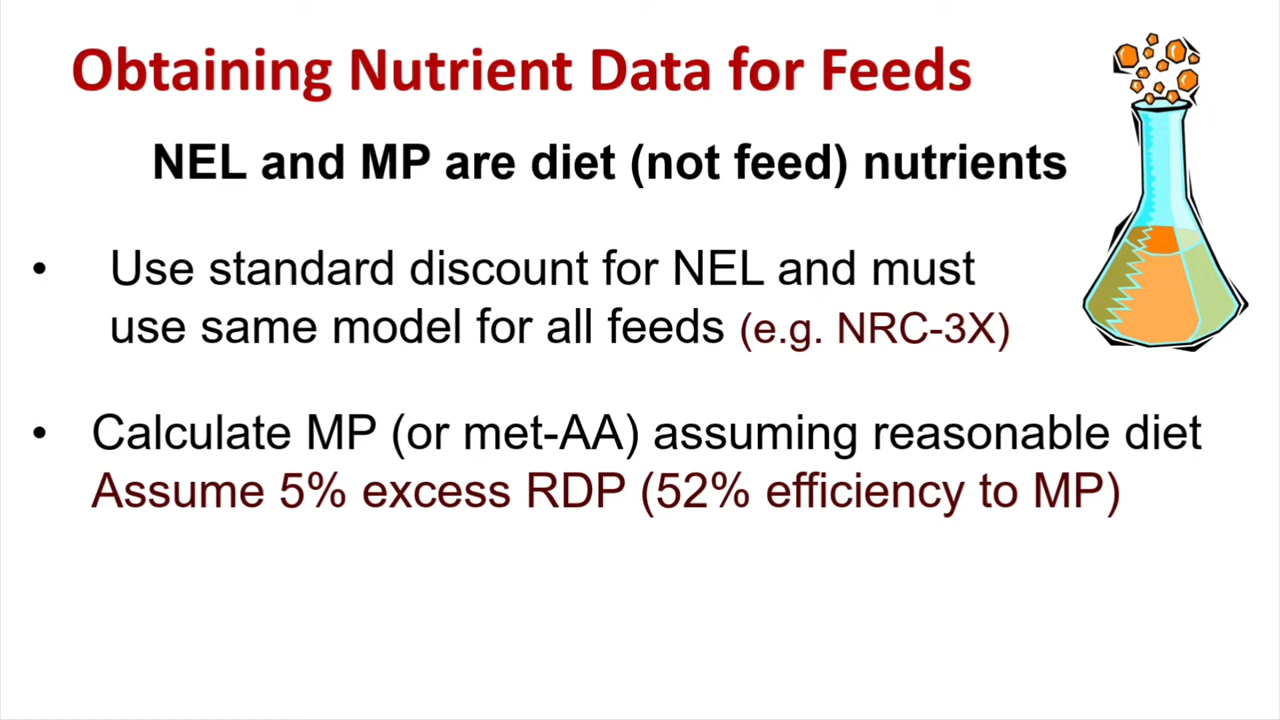 Obtaining Nutrient Data for Feeds
NEL and MP are diet (not feed) nutrients
• Use standard discount for NEL and must
use same model for all feeds (e.g. NRC-3X)
• Calculate MP (or met-AA) assuming reasonable diet
Assume 5% excess RDP (52% efficiency to MP)